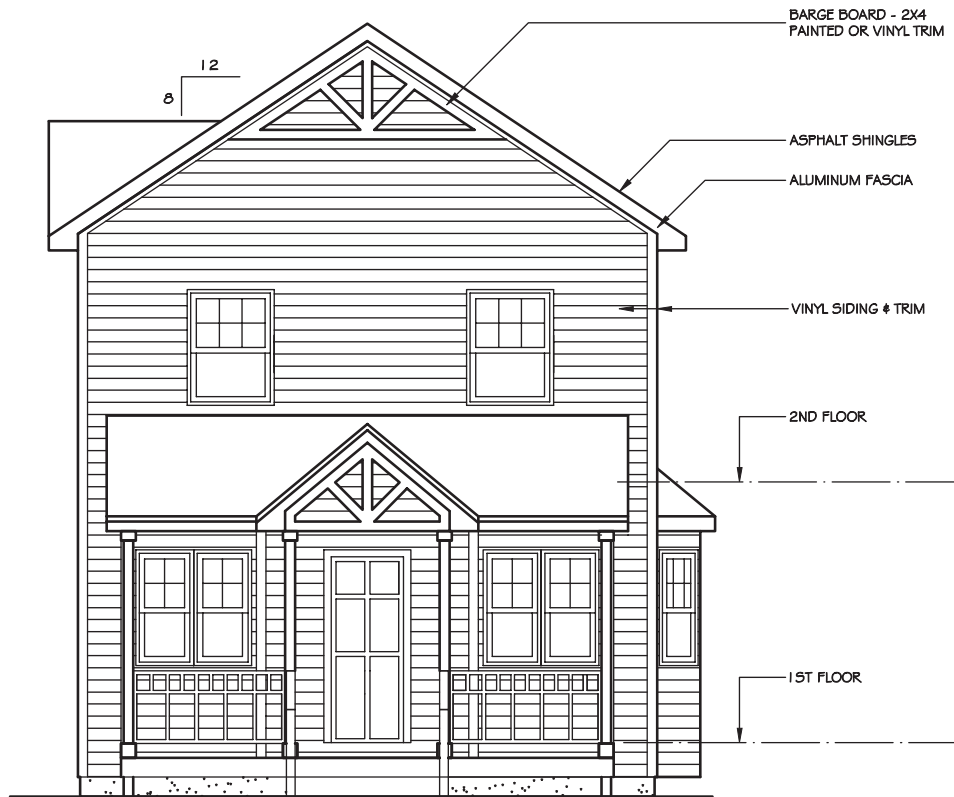 BARGE BOARD - 2X4
PAINTED OR VINYL TRIM
12
8
ASPHALT SHINGLES
ALUMINUM FASCIA
VINYL SIDING & TRIM
2ND FLOOR
1ST FLOOR